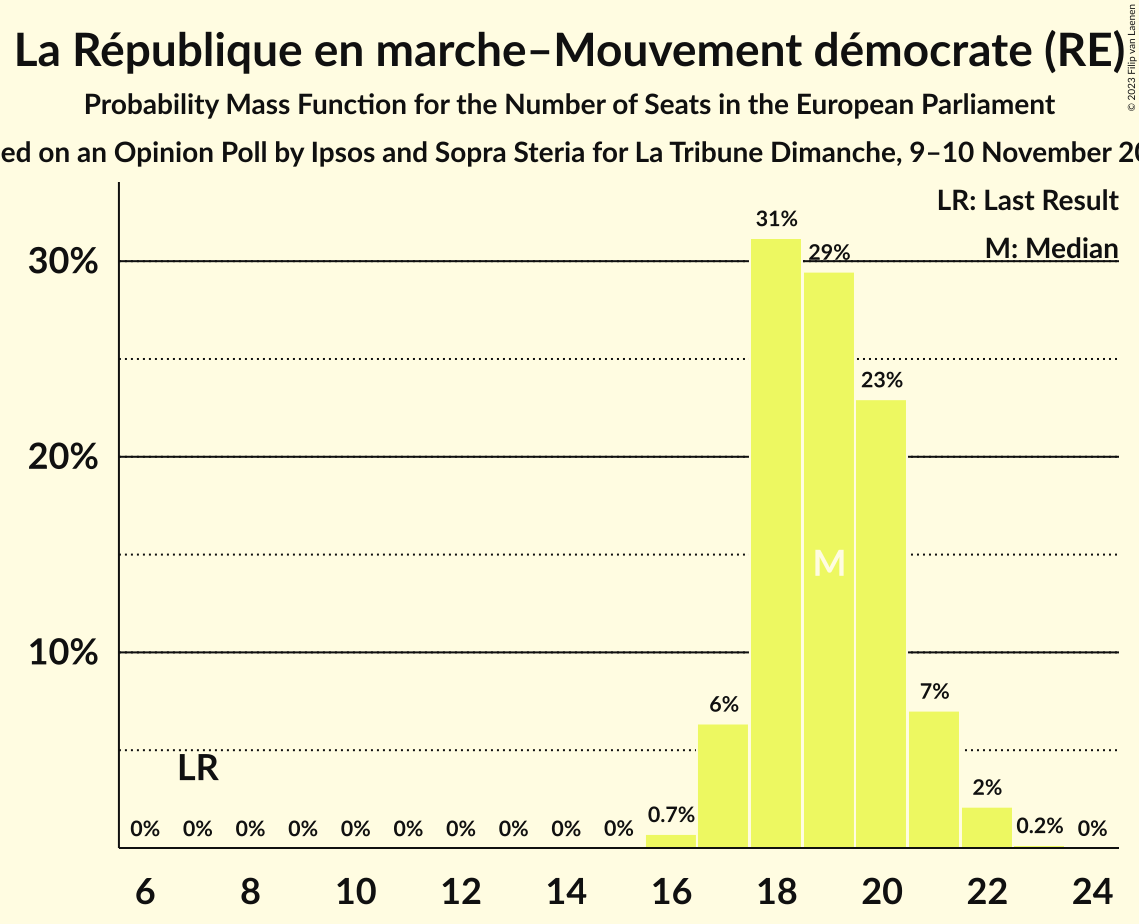 La République en marche–Mouvement démocrate (RE)
© 2023 Filip van Laenen
Probability Mass Function for the Number of Seats in the European Parliament
ed on an Opinion Poll by Ipsos and Sopra Steria for La Tribune Dimanche, 9–10 November 20
LR: Last Result
M: Median
30%
20%
10%
31%
29%
23%
M
7%
6%
LR
2%
0% 0% 0% 0% 0% 0% 0% 0% 0% 0% 0.7% 0.2% 0%
6 8 10 12 14 16 18 20 22 24